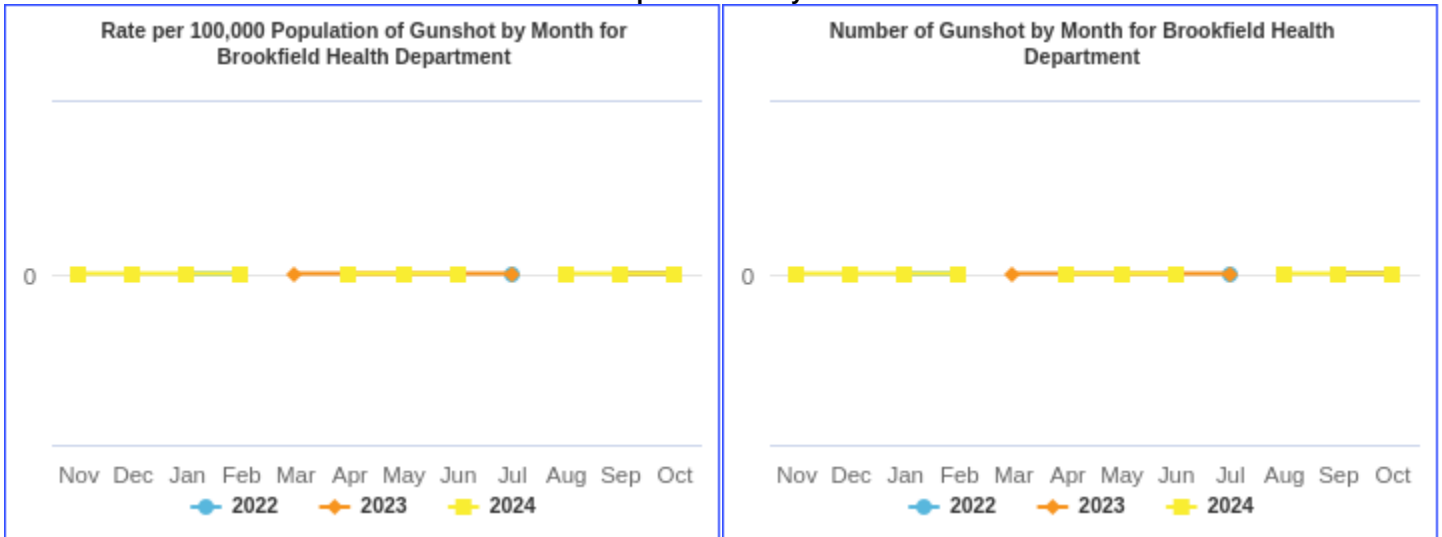 Rate per 100,000 Population of Gunshot by Month for
Brookfield Health Department
0
Nov Dec Jan Feb Mar Apr May Jun Jul Aug Sep Oct
2022 2023 2024
Number of Gunshot by Month for Brookfield Health
Department
0
Nov Dec Jan Feb Mar Apr May Jun Jul Aug Sep Oct
2022 2023 2024